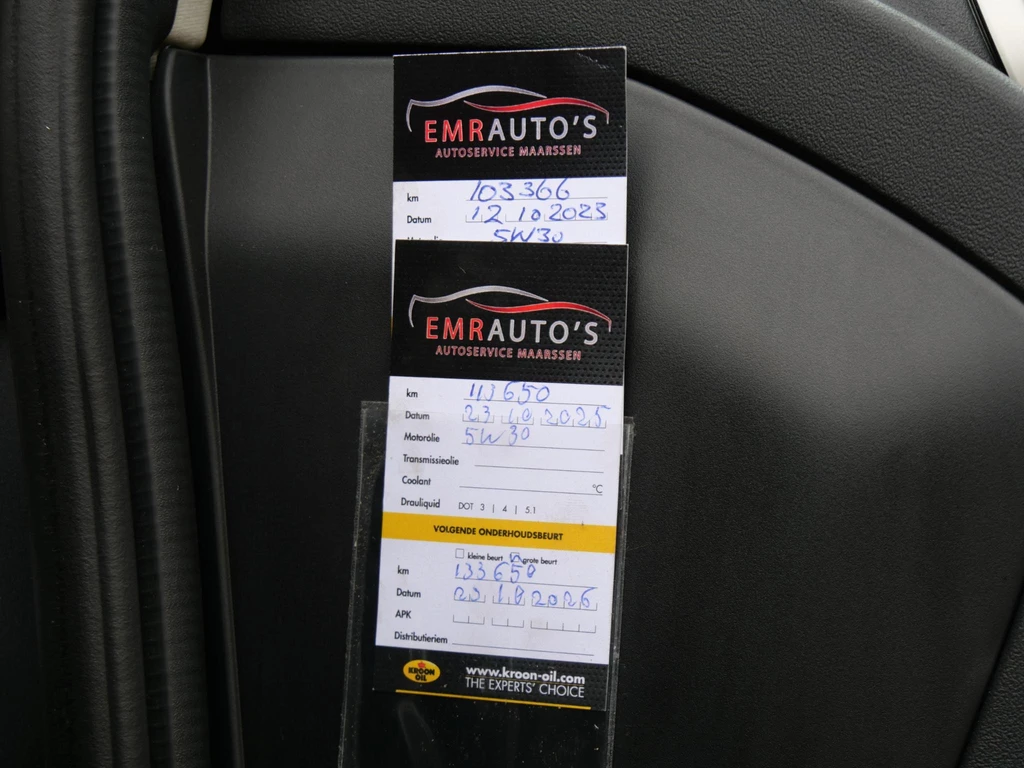 EMRAUTO'S
AUTOSERVICE MAARSSEN
km 103366
Datum 12 10 2023
5W30
EMRAUTO'S
AUTOSERVICE MAARSSEN
km 113650
Datum 23 10 2025
Motorolie 5W30
Transmissieolie
Coolant °C
Drauliquid DOT 3 | 4 | 5.1
VOLGENDE ONDERHOUDSBEURT
kleine beurt grote beurt
km 133650
Datum 23 10 2026
APK
Distributieriem
KROON OIL
www.kroon-oil.com
THE EXPERTS' CHOICE